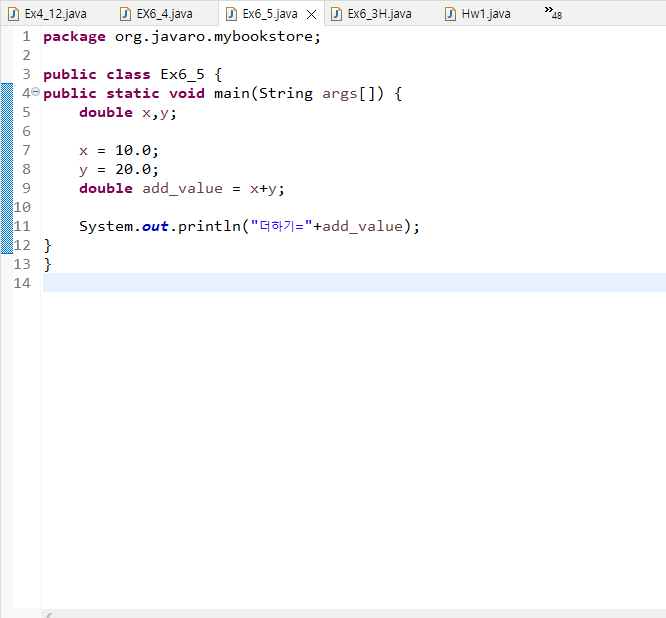 Ex4_12.java EX6_4.java Ex6_5.java Ex6_3H.java Hw1.java »48
1 package org.javaro.mybookstore;
2
3 public class Ex6_5 {
4 public static void main(String args[]) {
5 double x,y;
6
7 x = 10.0;
8 y = 20.0;
9 double add_value = x+y;
10
11 System.out.println("더하기="+add_value);
12 }
13 }
14